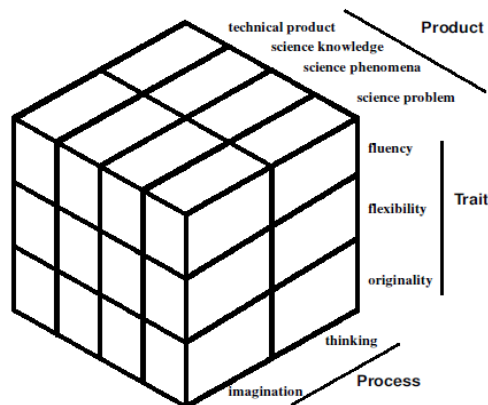 technical product
Product
science knowledge
science phenomena
science problem
fluency
flexibility
Trait
originality
thinking
Process
imagination